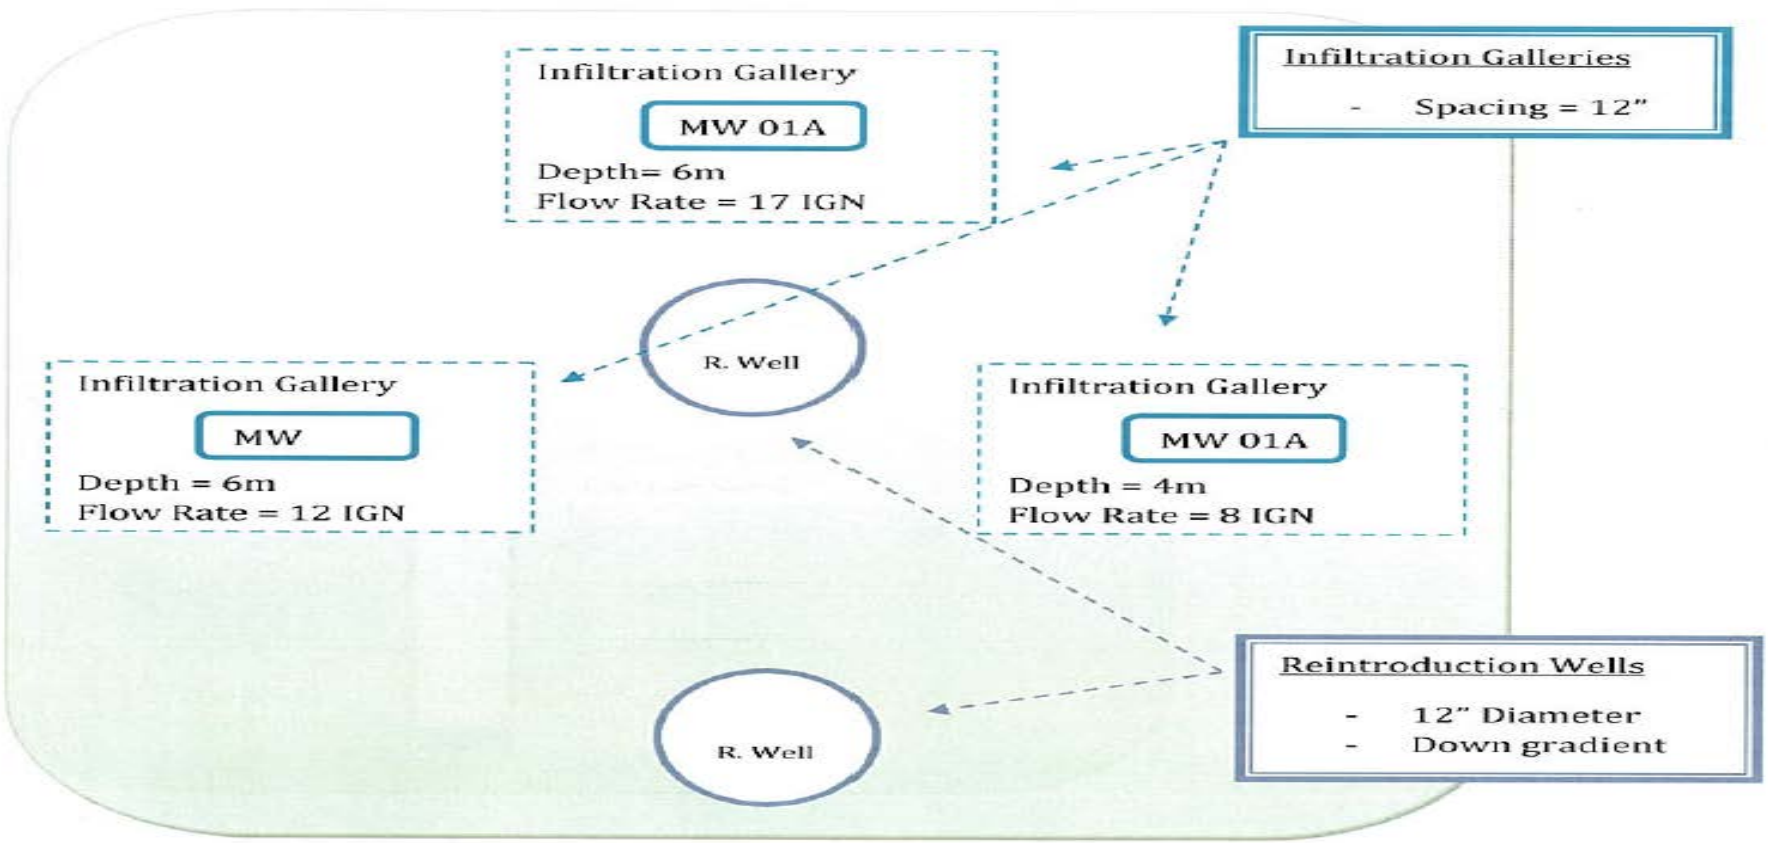 Infiltration Gallery
MW 01A
Depth= 6m
Flow Rate = 17 IGN
Infiltration Galleries
- Spacing = 12”
R. Well
Infiltration Gallery
MW
Depth = 6m
Flow Rate = 12 IGN
Infiltration Gallery
MW 01A
Depth = 4m
Flow Rate = 8 IGN
R. Well
Reintroduction Wells
- 12” Diameter
- Down gradient